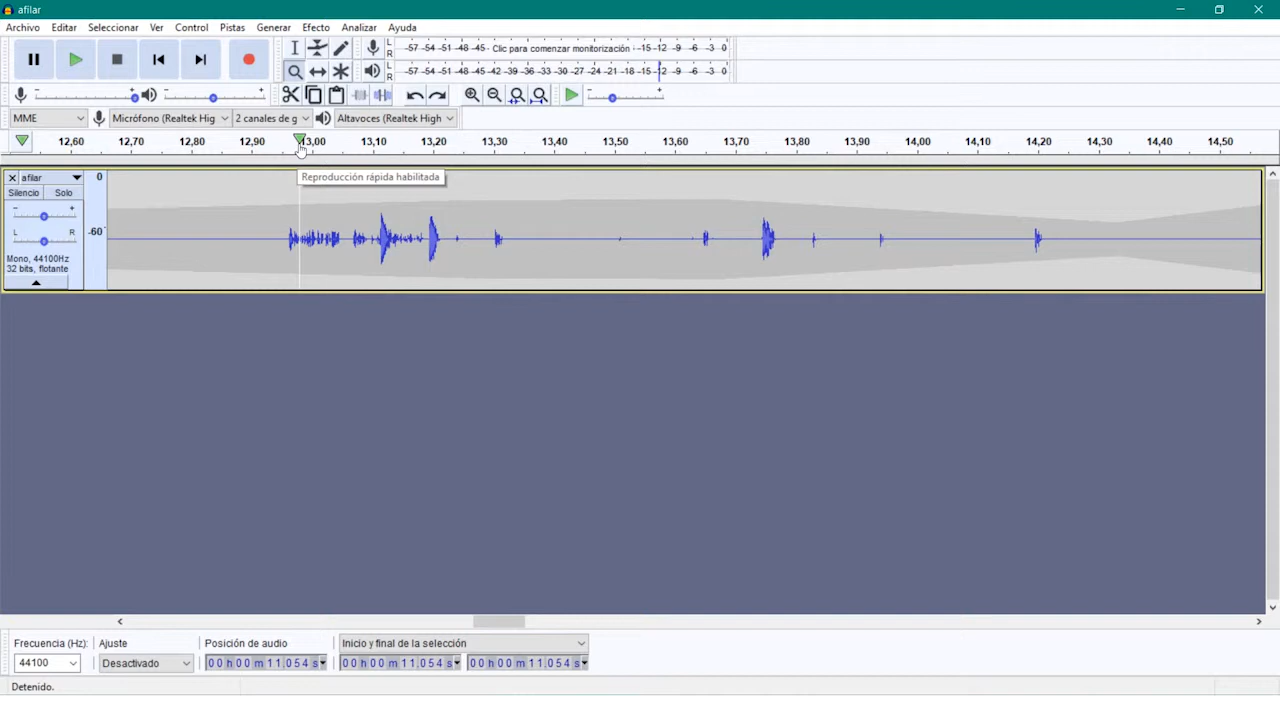 afilar
Archivo Editar Seleccionar Ver Control Pistas Generar Efecto Analizar Ayuda
L
R
-57 -54 -51 -48 -45 - Clic para comenzar monitorización -15 -12 -9 -6 -3 0
L
R
-57 -54 -51 -48 -45 -42 -39 -36 -33 -30 -27 -24 -21 -18 -15 -12 -9 -6 -3 0
- +
- +
- +
MME Micrófono (Realtek Hig 2 canales de g Altavoces (Realtek High
12,60 12,70 12,80 12,90 13,00 13,10 13,20 13,30 13,40 13,50 13,60 13,70 13,80 13,90 14,00 14,10 14,20 14,30 14,40 14,50
Reproducción rápida habilitada
afilar
0
Silencio Solo
- +
L R
-60
Mono, 44100Hz
32 bits, flotante
Frecuencia (Hz): Ajuste Posición de audio Inicio y final de la selección
44100 Desactivado 00 h 00 m 11,054 s 00 h 00 m 11,054 s 00 h 00 m 11,054 s
Detenido.